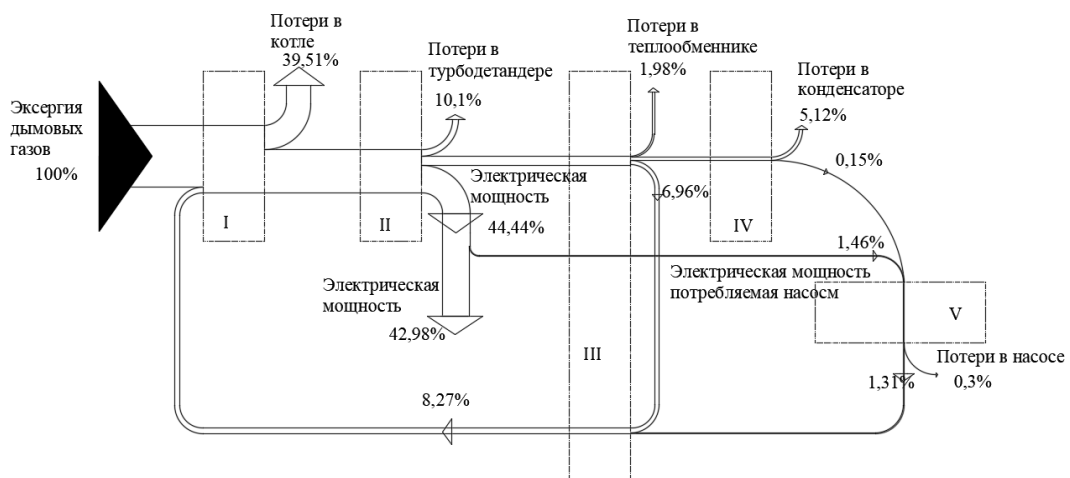 Потери в
котле
39,51%
Потери в
турбодетандере
10,1%
Потери в
теплообменнике
1,98%
Потери в
конденсаторе
5,12%
Эксергия
дымовых
газов
100%
0,15%
Электрическая
мощность
44,44%
6,96%
I
II
IV
1,46%
Электрическая мощность
потребляемая насосм
Электрическая
мощность
42,98%
V
III
Потери в насосе
0,3%
1,31%
8,27%